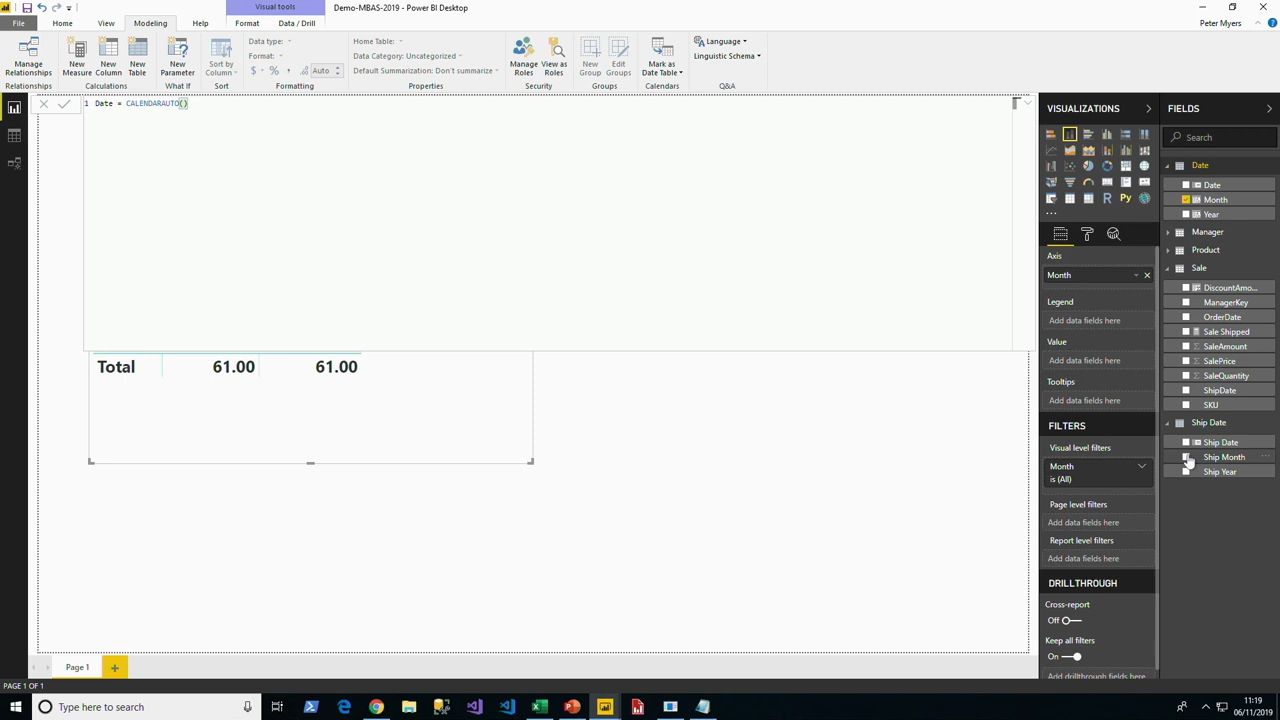 Visual tools
Demo-MBAS-2019 - Power BI Desktop
File
Home
View
Modeling
Help
Format
Data / Drill
Peter Myers
Manage
Relationships
New
Measure
New
Column
New
Table
New
Parameter
Sort by
Column
Data type:
Format:
$ % , Auto
Home Table:
Data Category: Uncategorized
Default Summarization: Don't summarize
Manage
Roles
View as
Roles
New
Group
Edit
Groups
Mark as
Date Table
Language
Linguistic Schema
Relationships
Calculations
What If
Sort
Formatting
Properties
Security
Groups
Calendars
Q&A
1 Date = CALENDARAUTO()
Total 61.00 61.00
VISUALIZATIONS
R Py
Axis
Month
Legend
Add data fields here
Value
Add data fields here
Tooltips
Add data fields here
FILTERS
Visual level filters
Month
is (All)
Page level filters
Add data fields here
Report level filters
Add data fields here
DRILLTHROUGH
Cross-report
Off
Keep all filters
On
Add drillthrough fields here
FIELDS
Search
Date
Date
Month
Year
Manager
Product
Sale
DiscountAmo...
ManagerKey
OrderDate
Sale Shipped
SaleAmount
SalePrice
SaleQuantity
ShipDate
SKU
Ship Date
Ship Date
Ship Month
Ship Year
Page 1
PAGE 1 OF 1
Type here to search
11:19
06/11/2019